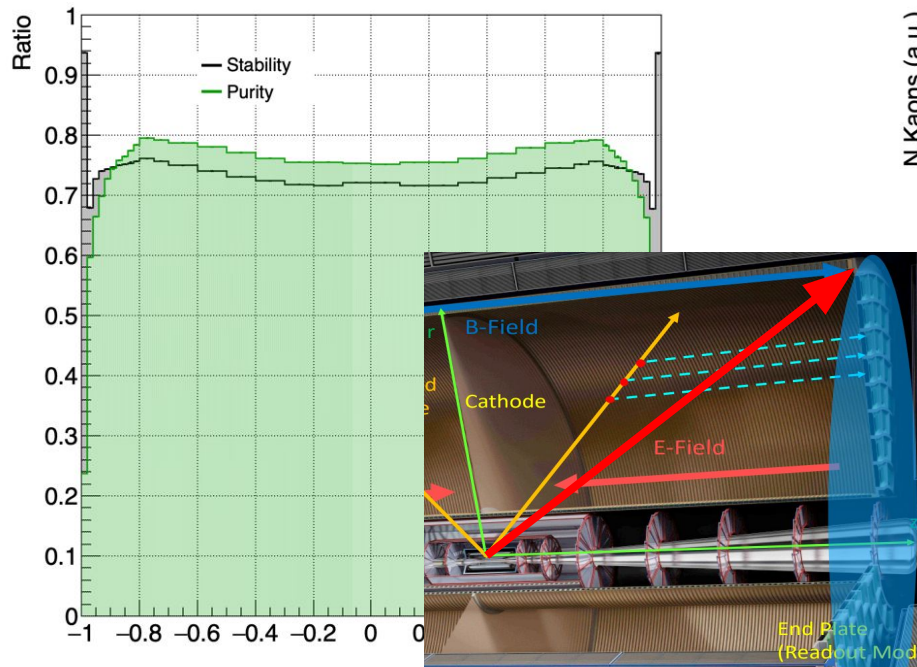 Ratio
1
0.9
0.8
0.7
0.6
0.5
0.4
0.3
0.2
0.1
0
Stability
Purity
−1
−0.8
−0.6
−0.4
−0.2
0
0
N Kaons (a.u.)
B-Field
r
d
e
Cathode
E-Field
End Plate
(Readout Mod